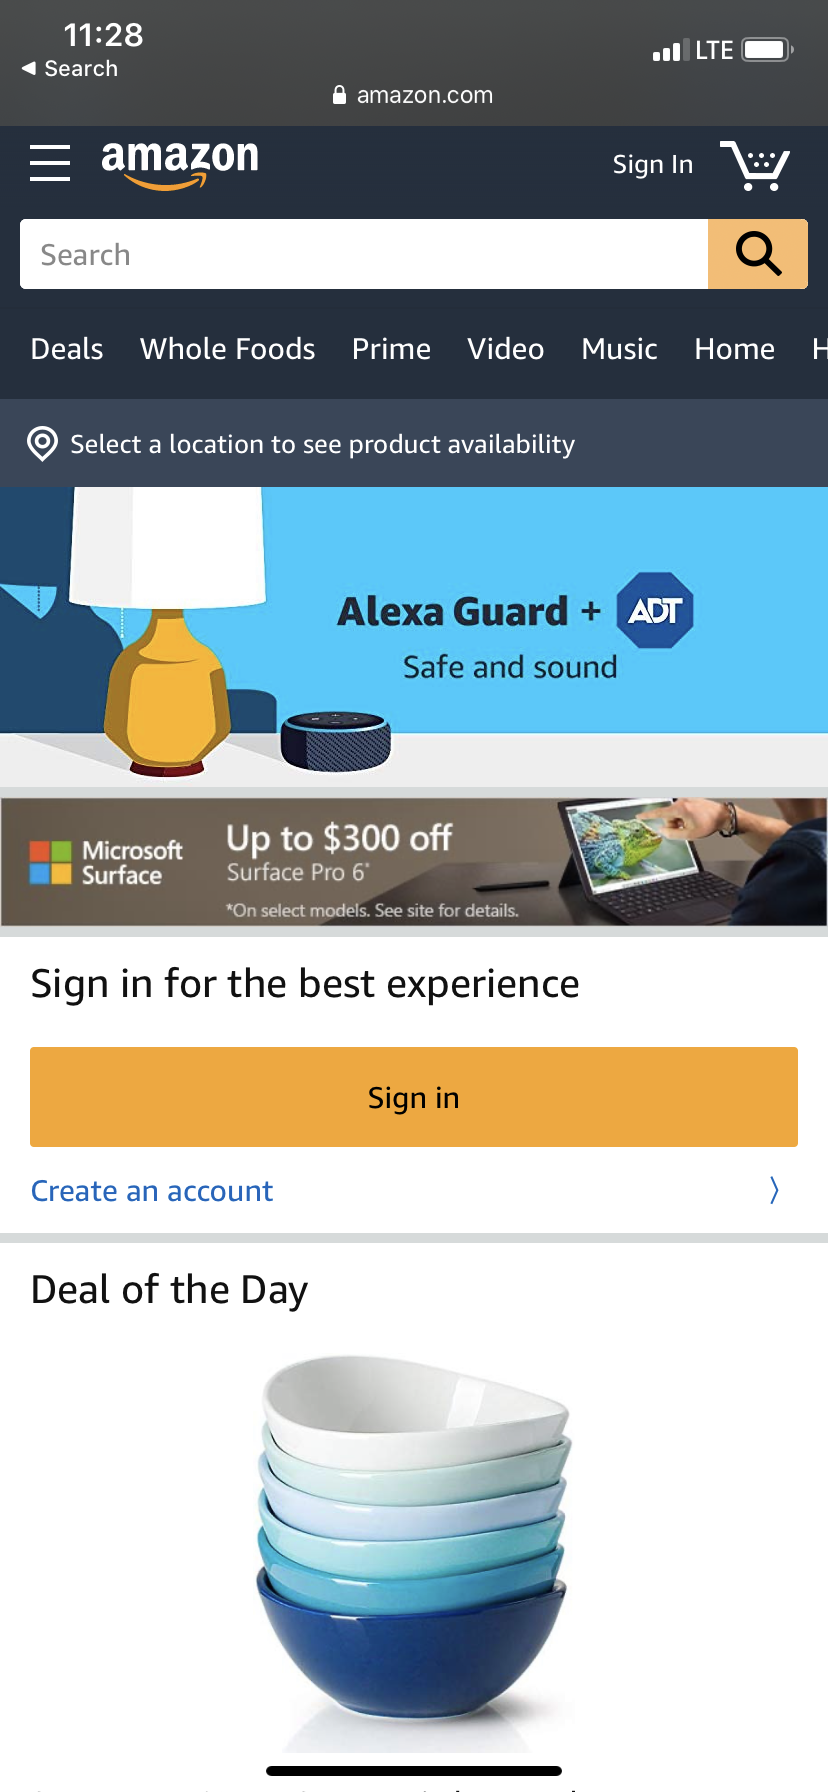 11:28
LTE
Search
amazon.com
amazon
Sign In
Search
Deals Whole Foods Prime Video Music Home H
Select a location to see product availability
Alexa Guard + ADT
Safe and sound
Microsoft
Surface
Up to $300 off
Surface Pro 6*
*On select models. See site for details.
Sign in for the best experience
Sign in
Create an account
Deal of the Day